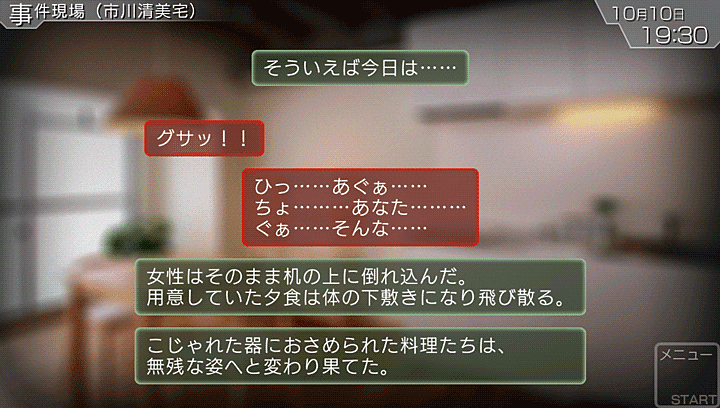 事件現場（市川清美宅）
10月10日
19:30
そういえば今日は……
グサッ！！
ひっ……あぐぁ……
ちょ………あなた………
ぐぁ……そんな……
女性はそのまま机の上に倒れ込んだ。
用意していた夕食は体の下敷きになり飛び散る。
こじゃれた器におさめられた料理たちは、
無残な姿へと変わり果てた。
メニュー
START